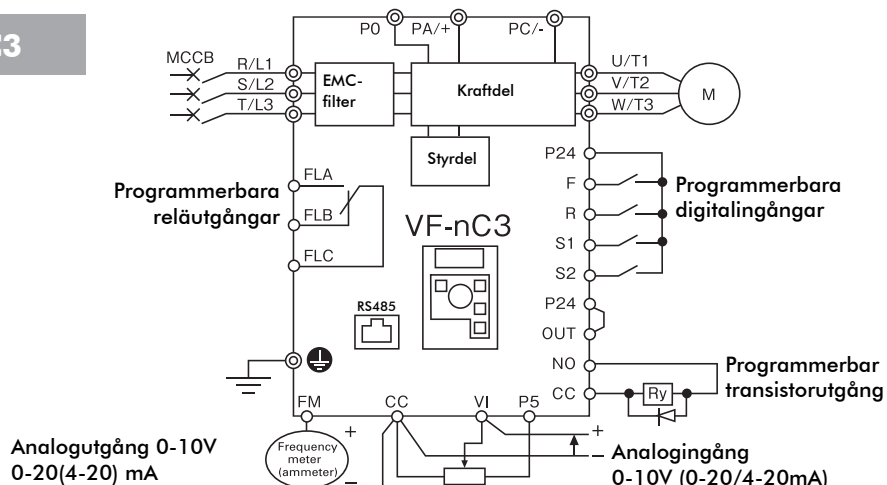 3
P0 PA/+ PC/-
MCCB
R/L1
S/L2
T/L3
EMC-
filter
Kraftdel
U/T1
V/T2
W/T3
M
Styrdel
P24
F
R
S1
S2
P24
OUT
NO
CC
Programmerbara
digitalingångar
FLA
FLB
FLC
Programmerbara
reläutgångar
VF-nC3
RS485
Ry
Programmerbar
transistorutgång
FM CC VI P5
Analogutgång 0-10V
0-20(4-20) mA
Frequency
meter
(ammeter)
+
−
+
−
Analogingång
0-10V (0-20/4-20mA)